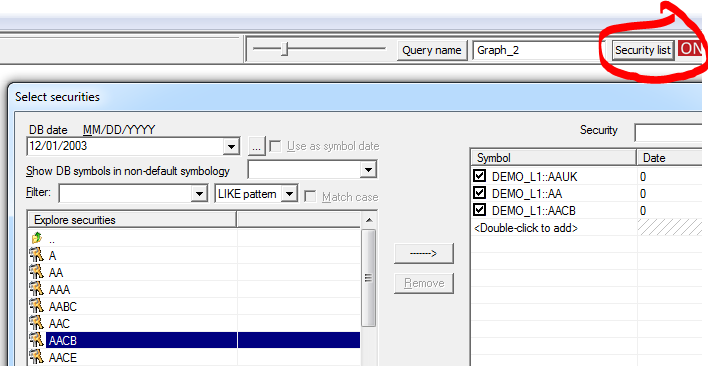 Query name Graph_2 Security list ON
Select securities
DB date MM/DD/YYYY
Security
12/01/2003 ... Use as symbol date
Show DB symbols in non-default symbology
Symbol Date
Filter: LIKE pattern Match case
DEMO_L1::AAUK 0
DEMO_L1::AA 0
DEMO_L1::AACB 0
<Double-click to add>
Explore securities
..
A
AA
AAA
AABC
AAC
AACB
AACE
------->
Remove